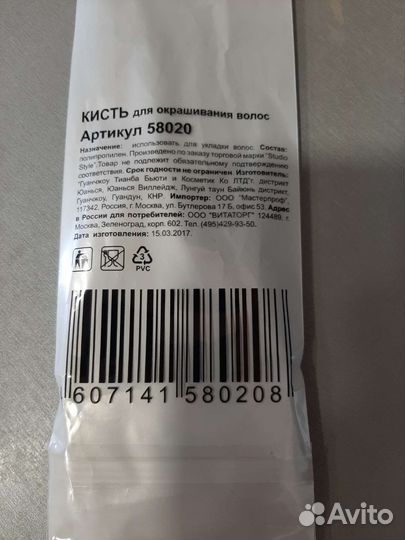 КИСТЬ для окрашивания волос
Артикул 58020
Назначение: использовать для укладки волос. Состав:
полипропилен. Произведено по заказу торговой марки "Studio
Style".Товар не подлежит обязательному подтверждению
соответствия. Срок годности не ограничен. Изготовитель:
"Гуанчжоу Тианба Бьюти и Косметик Ко ЛТД", дистрикт
Юанься, Юанься Виллейдж, Лунгуй таун Байюнь дистрикт,
Гуанчжоу, Гуандун, КНР. Импортер: ООО "Мастерпроф",
117342, Россия, г. Москва, ул. Бутлерова 17 Б, офис 53. Адрес
в России для потребителей: ООО "ВИТАТОРГ" 124489, г.
Москва, Зеленоград, корп. 602. Тел. (495)429-93-50.
Дата изготовления: 15.03.2017.
3
PVC
607141 580208
Avito